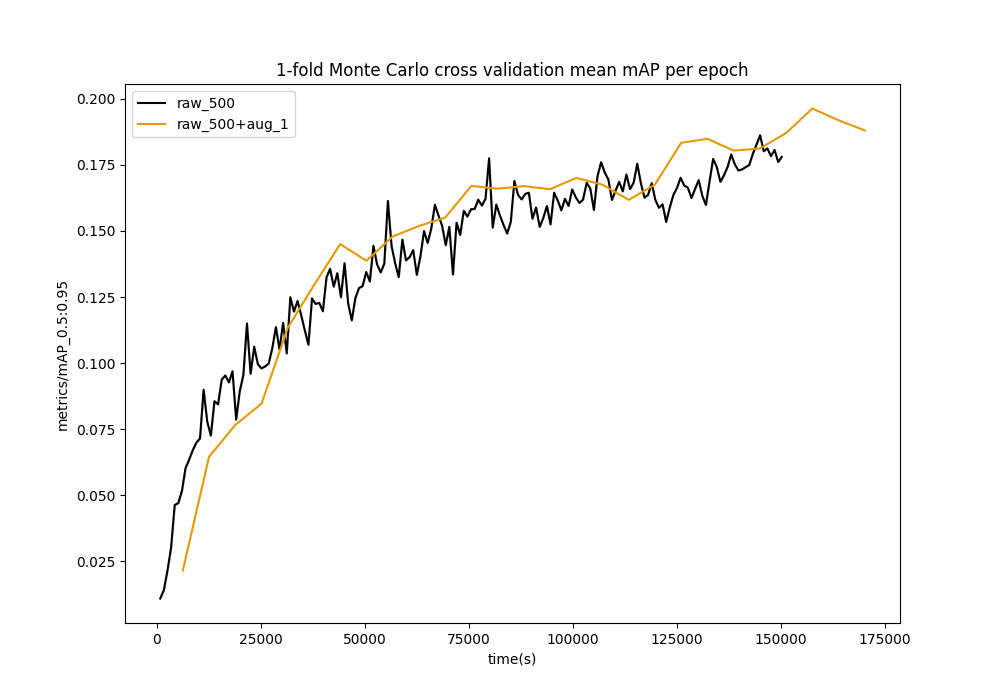 1-fold Monte Carlo cross validation mean mAP per epoch
raw_500
raw_500+aug_1
metrics/mAP_0.5:0.95
0.200
0.175
0.150
0.125
0.100
0.075
0.050
0.025
0 25000 50000 75000 100000 125000 150000 175000
time(s)